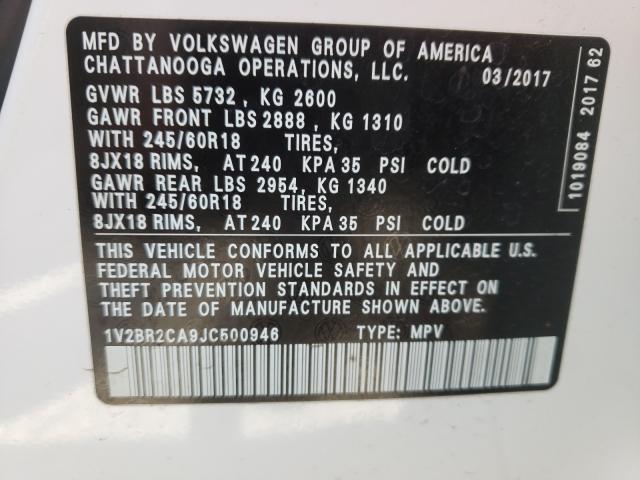 MFD BY VOLKSWAGEN GROUP OF AMERICA
CHATTANOOGA OPERATIONS, LLC. 03/2017
GVWR LBS 5732 , KG 2600
GAWR FRONT LBS 2888 , KG 1310
WITH 245/60R18 TIRES,
8JX18 RIMS, AT 240 KPA 35 PSI COLD
GAWR REAR LBS 2954 , KG 1340
WITH 245/60R18 TIRES,
8JX18 RIMS, AT 240 KPA 35 PSI COLD
THIS VEHICLE CONFORMS TO ALL APPLICABLE U.S.
FEDERAL MOTOR VEHICLE SAFETY AND
THEFT PREVENTION STANDARDS IN EFFECT ON
THE DATE OF MANUFACTURE SHOWN ABOVE.
1V2BR2CA9JC500946 TYPE: MPV
1019084 2017 62